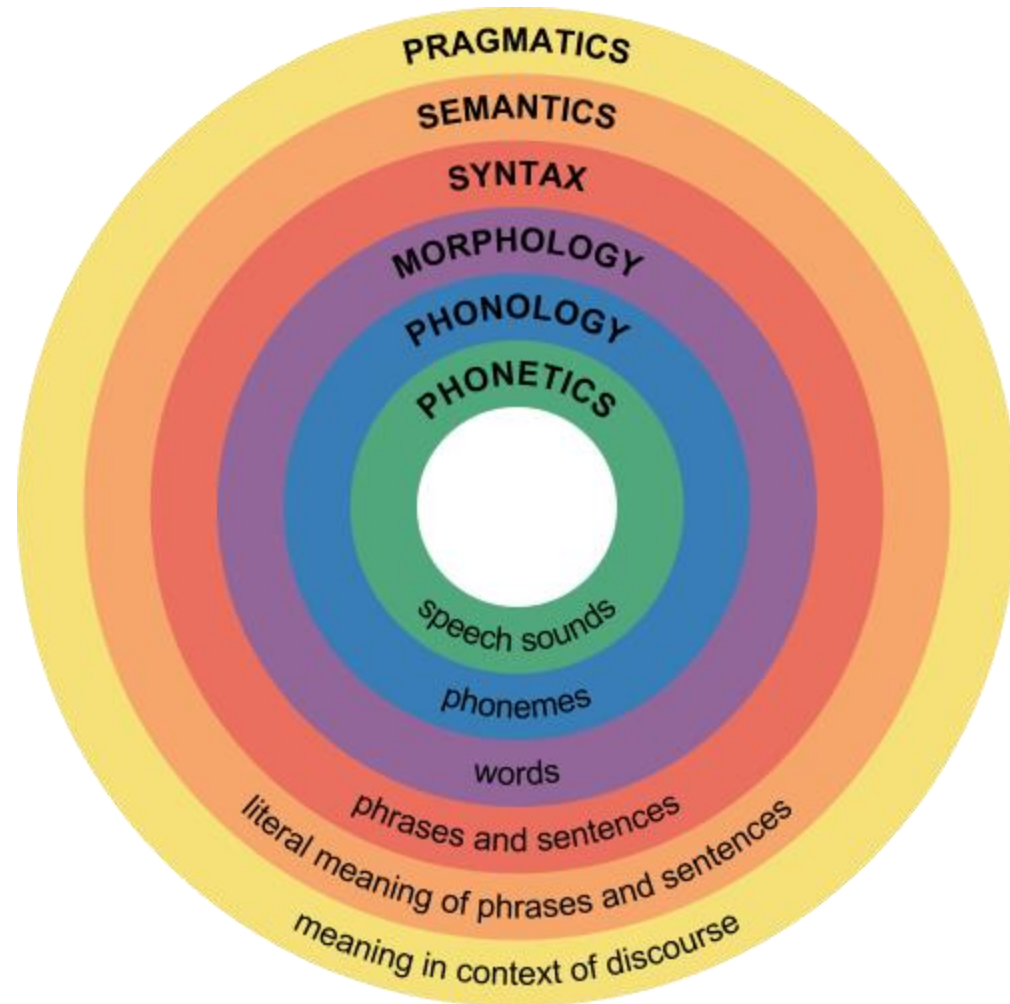 PRAGMATICS
SEMANTICS
SYNTAX
MORPHOLOGY
PHONOLOGY
PHONETICS
speech sounds
phonemes
words
phrases and sentences
literal meaning of phrases and sentences
meaning in context of discourse